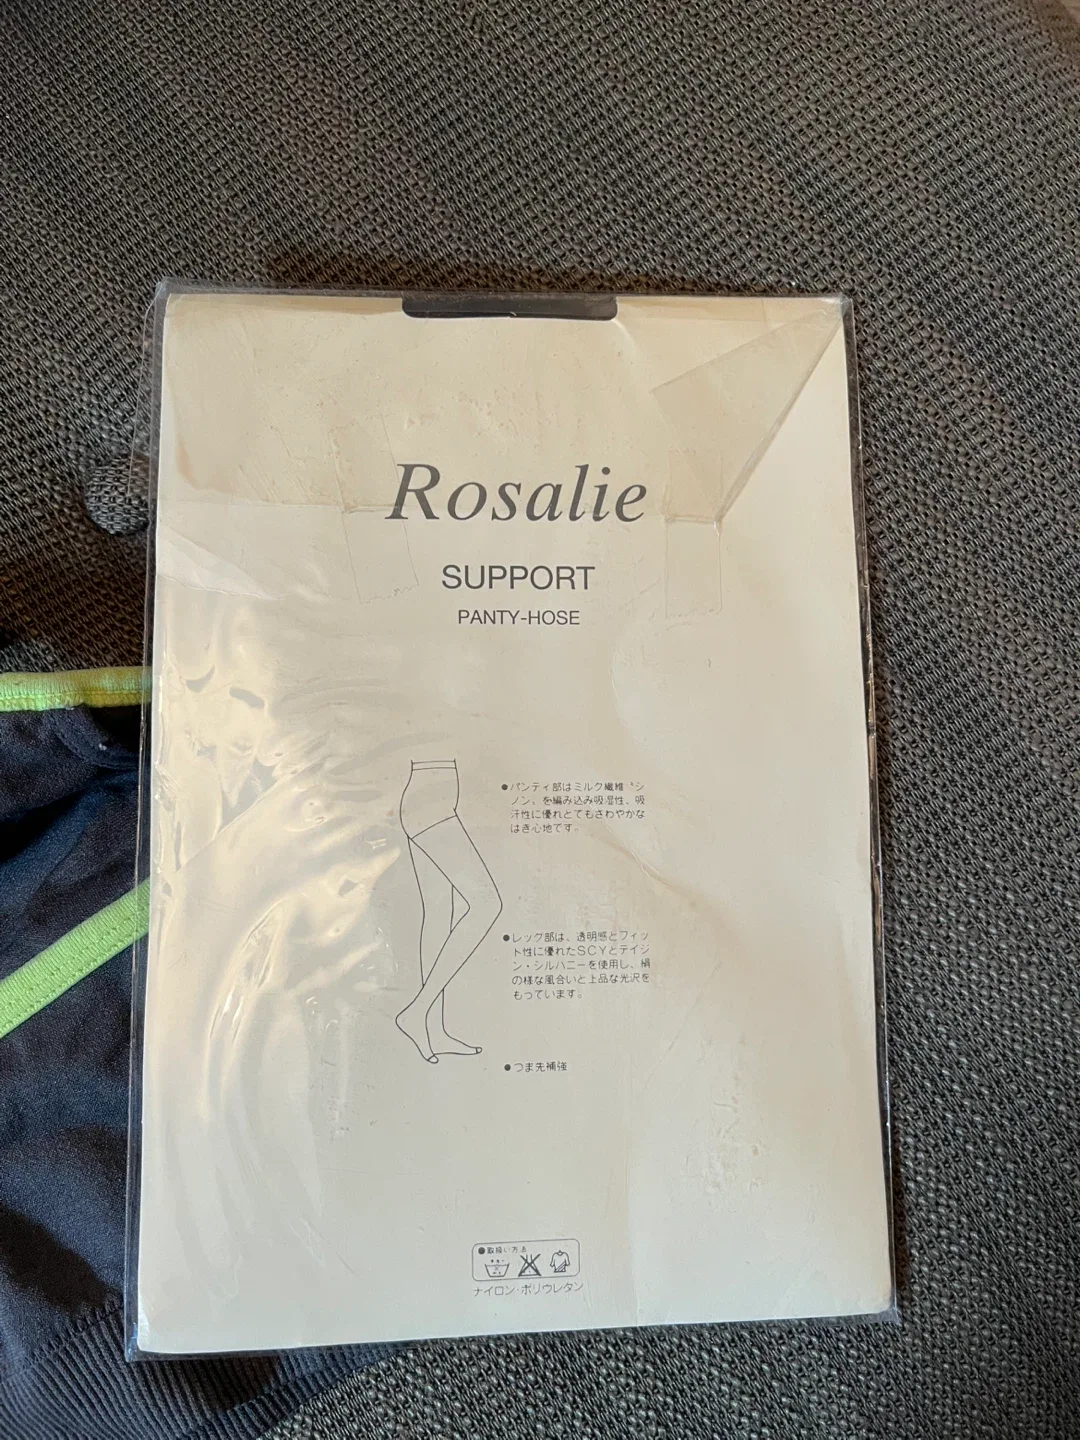 Rosalie
SUPPORT
PANTY-HOSE
●パンティ部はミルク繊維〝シ
ノン〟を編み込み吸湿性、吸
汗性に優れとてもさわやかな
はき心地です。
●レッグ部は、透明感とフィッ
ト性に優れたSCYとテイジ
ン・シルハニーを使用し、絹
の様な風合いと上品な光沢を
もっています。
●つま先補強
●取扱い方法
ナイロン・ポリウレタン